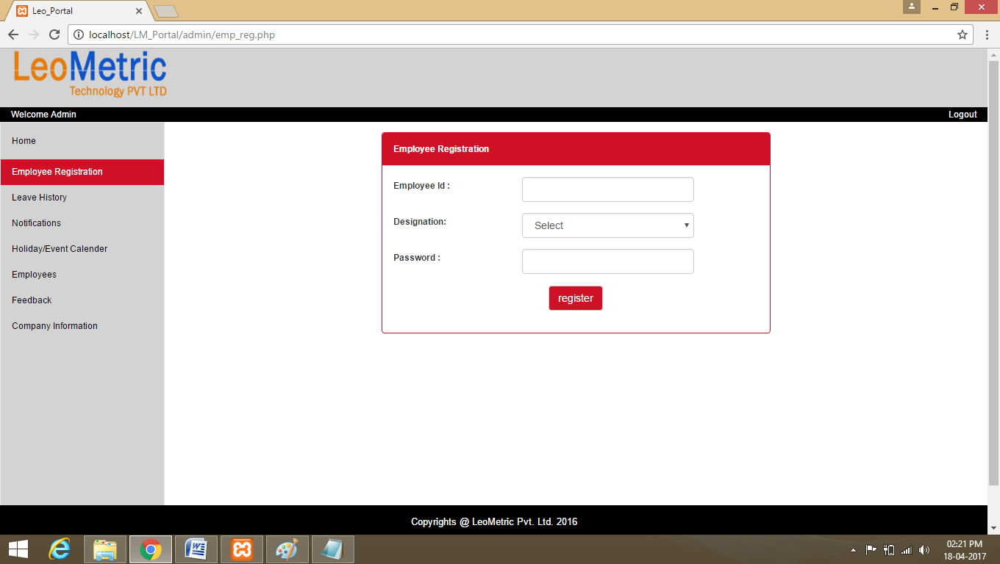 Leo_Portal
localhost/LM_Portal/admin/emp_reg.php
LeoMetric
Technology PVT LTD
Welcome Admin
Logout
Home
Employee Registration
Leave History
Notifications
Holiday/Event Calender
Employees
Feedback
Company Information
Employee Registration
Employee Id :
Designation:
Select
Password :
register
Copyrights @ LeoMetric Pvt. Ltd. 2016
02:21 PM
18-04-2017